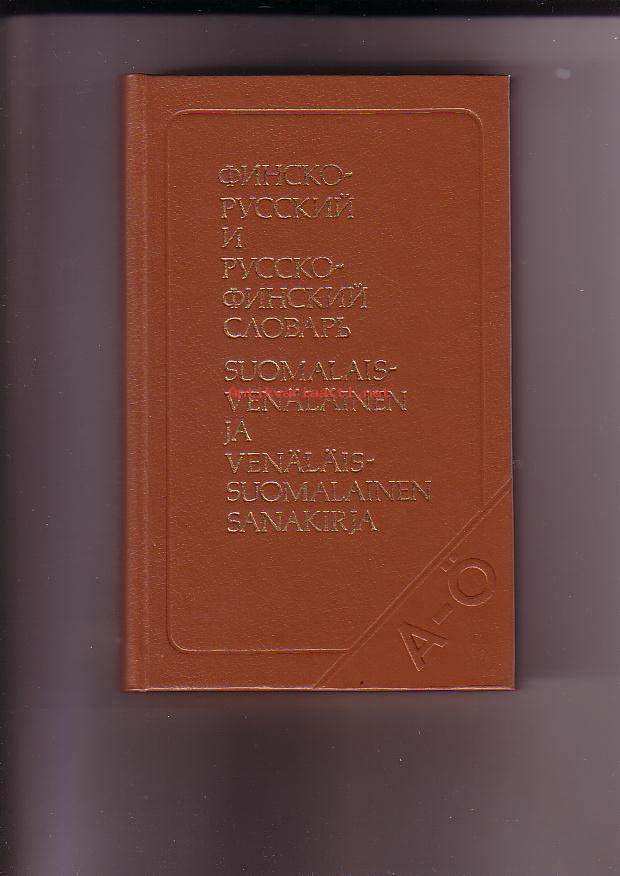 ФИНСКО-
РУССКИЙ
И
РУССКО-
ФИНСКИЙ
СЛОВАРЬ
SUOMALAIS-
VENÄLÄINEN
JA
VENÄLÄIS-
SUOMALAINEN
SANAKIRJA
A-Ö